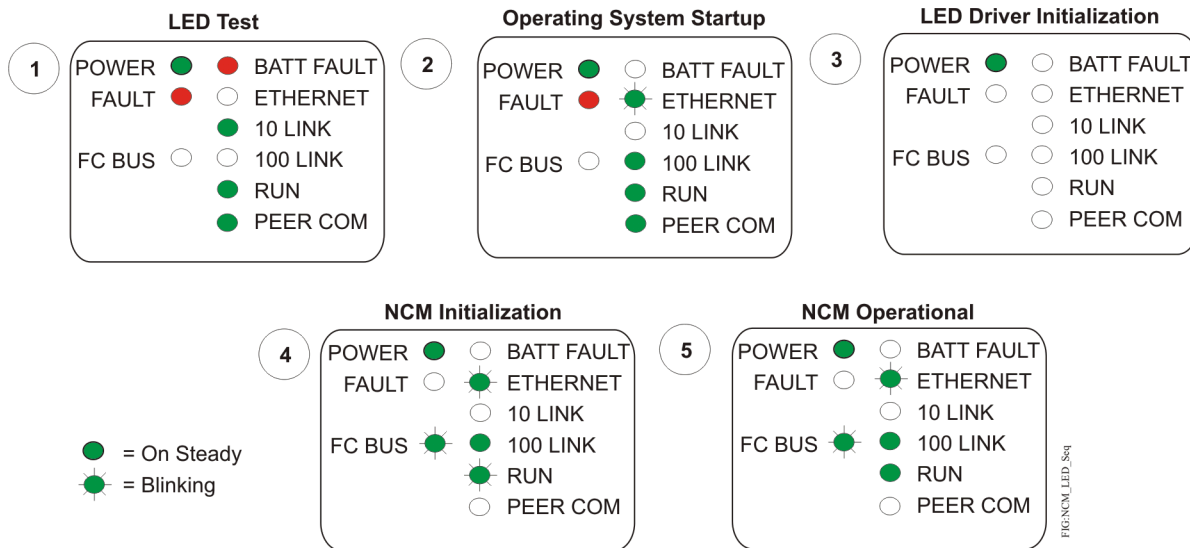 LED Test
1
POWER BATT FAULT
FAULT ETHERNET
10 LINK
FC BUS 100 LINK
RUN
PEER COM
Operating System Startup
2
POWER BATT FAULT
FAULT ETHERNET
10 LINK
FC BUS 100 LINK
RUN
PEER COM
LED Driver Initialization
3
POWER BATT FAULT
FAULT ETHERNET
10 LINK
FC BUS 100 LINK
RUN
PEER COM
NCM Initialization
4
POWER BATT FAULT
FAULT ETHERNET
10 LINK
FC BUS 100 LINK
RUN
PEER COM
NCM Operational
5
POWER BATT FAULT
FAULT ETHERNET
10 LINK
FC BUS 100 LINK
RUN
PEER COM
= On Steady
= Blinking
FIG:NCM_LED_Seq